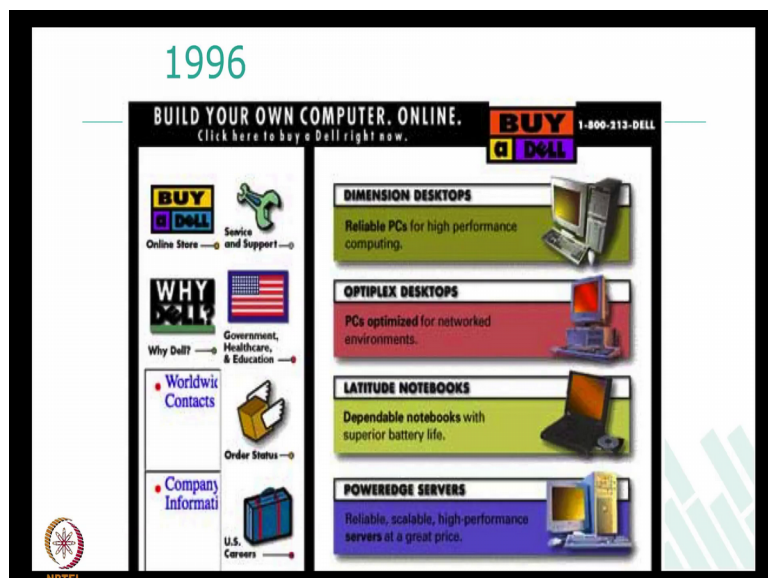 1996
BUILD YOUR OWN COMPUTER. ONLINE.
Click here to buy a Dell right now.
BUY
a DELL
1-800-213-DELL
BUY
a DELL
Online Store
Service
and Support
WHY
DELL?
Why Dell?
Government,
Healthcare,
& Education
Worldwic
Contacts
Order Status
Company
Informati
U.S.
Careers
DIMENSION DESKTOPS
Reliable PCs for high performance
computing.
OPTIPLEX DESKTOPS
PCs optimized for networked
environments.
LATITUDE NOTEBOOKS
Dependable notebooks with
superior battery life.
POWEREDGE SERVERS
Reliable, scalable, high-performance
servers at a great price.
NPTEL